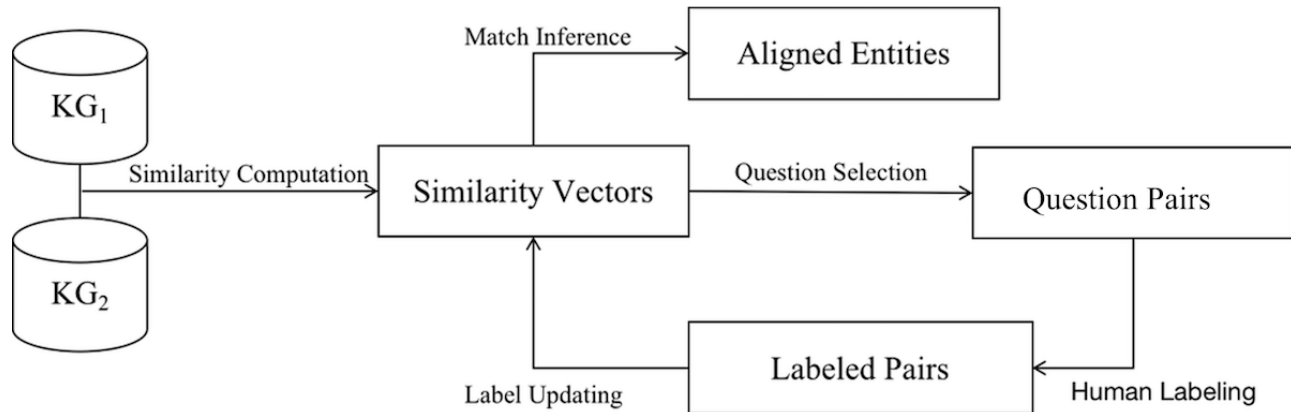 Match Inference
Aligned Entities
KG₁
Similarity Computation
Similarity Vectors
Question Selection
Question Pairs
KG₂
Label Updating
Labeled Pairs
Human Labeling